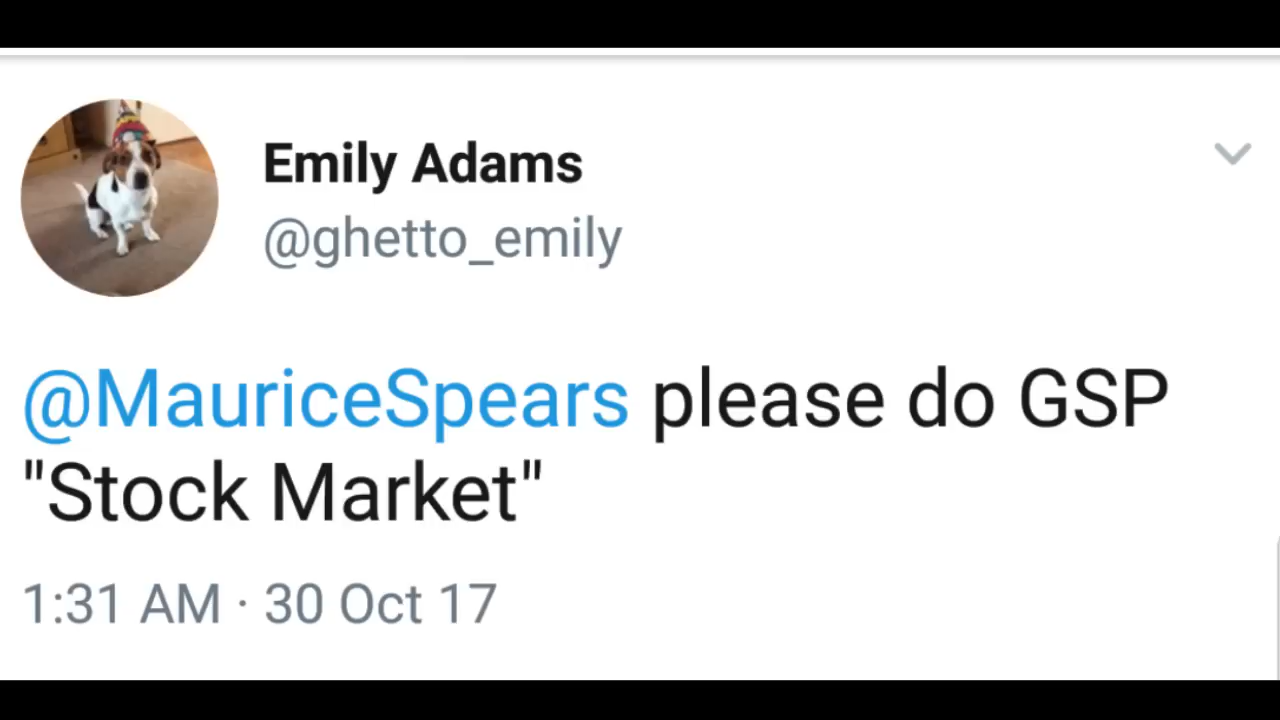 Emily Adams
@ghetto_emily
@MauriceSpears please do GSP
"Stock Market"
1:31 AM · 30 Oct 17